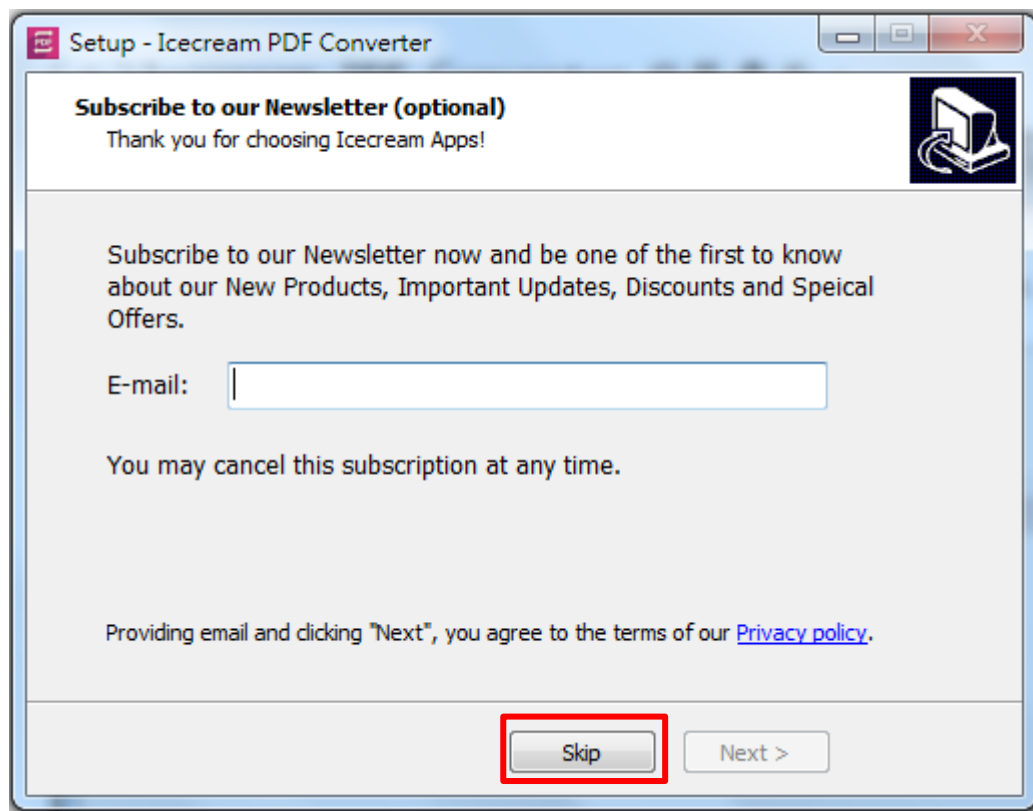 Setup - Icecream PDF Converter
Subscribe to our Newsletter (optional)
Thank you for choosing Icecream Apps!
Subscribe to our Newsletter now and be one of the first to know
about our New Products, Important Updates, Discounts and Speical
Offers.
E-mail:
You may cancel this subscription at any time.
Providing email and clicking "Next", you agree to the terms of our Privacy policy.
Skip
Next >